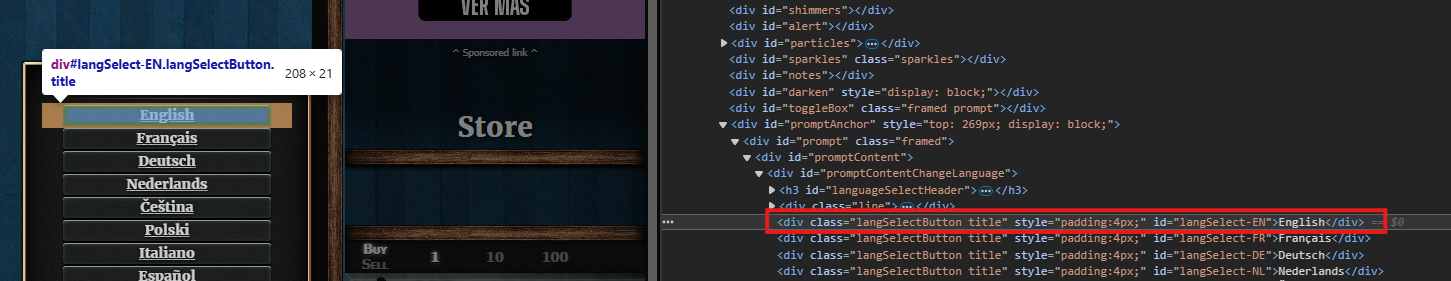 VER MÁS
^ Sponsored link ^
div#langSelect-EN.langSelectButton.
title
208 × 21
English
Français
Deutsch
Nederlands
Čeština
Polski
Italiano
Español
Store
BUY
SELL
1
10
100
<div id="shimmers"></div>
<div id="alert"></div>
<div id="particles">⋯</div>
<div id="sparkles" class="sparkles"></div>
<div id="notes"></div>
<div id="darken" style="display: block;"></div>
<div id="toggleBox" class="framed prompt"></div>
<div id="promptAnchor" style="top: 269px; display: block;">
<div id="prompt" class="framed">
<div id="promptContent">
<div id="promptContentChangeLanguage">
<h3 id="languageSelectHeader">⋯</h3>
<div class="line">⋯</div>
<div class="langSelectButton title" style="padding:4px;" id="langSelect-EN">English</div> == $0
<div class="langSelectButton title" style="padding:4px;" id="langSelect-FR">Français</div>
<div class="langSelectButton title" style="padding:4px;" id="langSelect-DE">Deutsch</div>
<div class="langSelectButton title" style="padding:4px;" id="langSelect-NL">Nederlands</div>